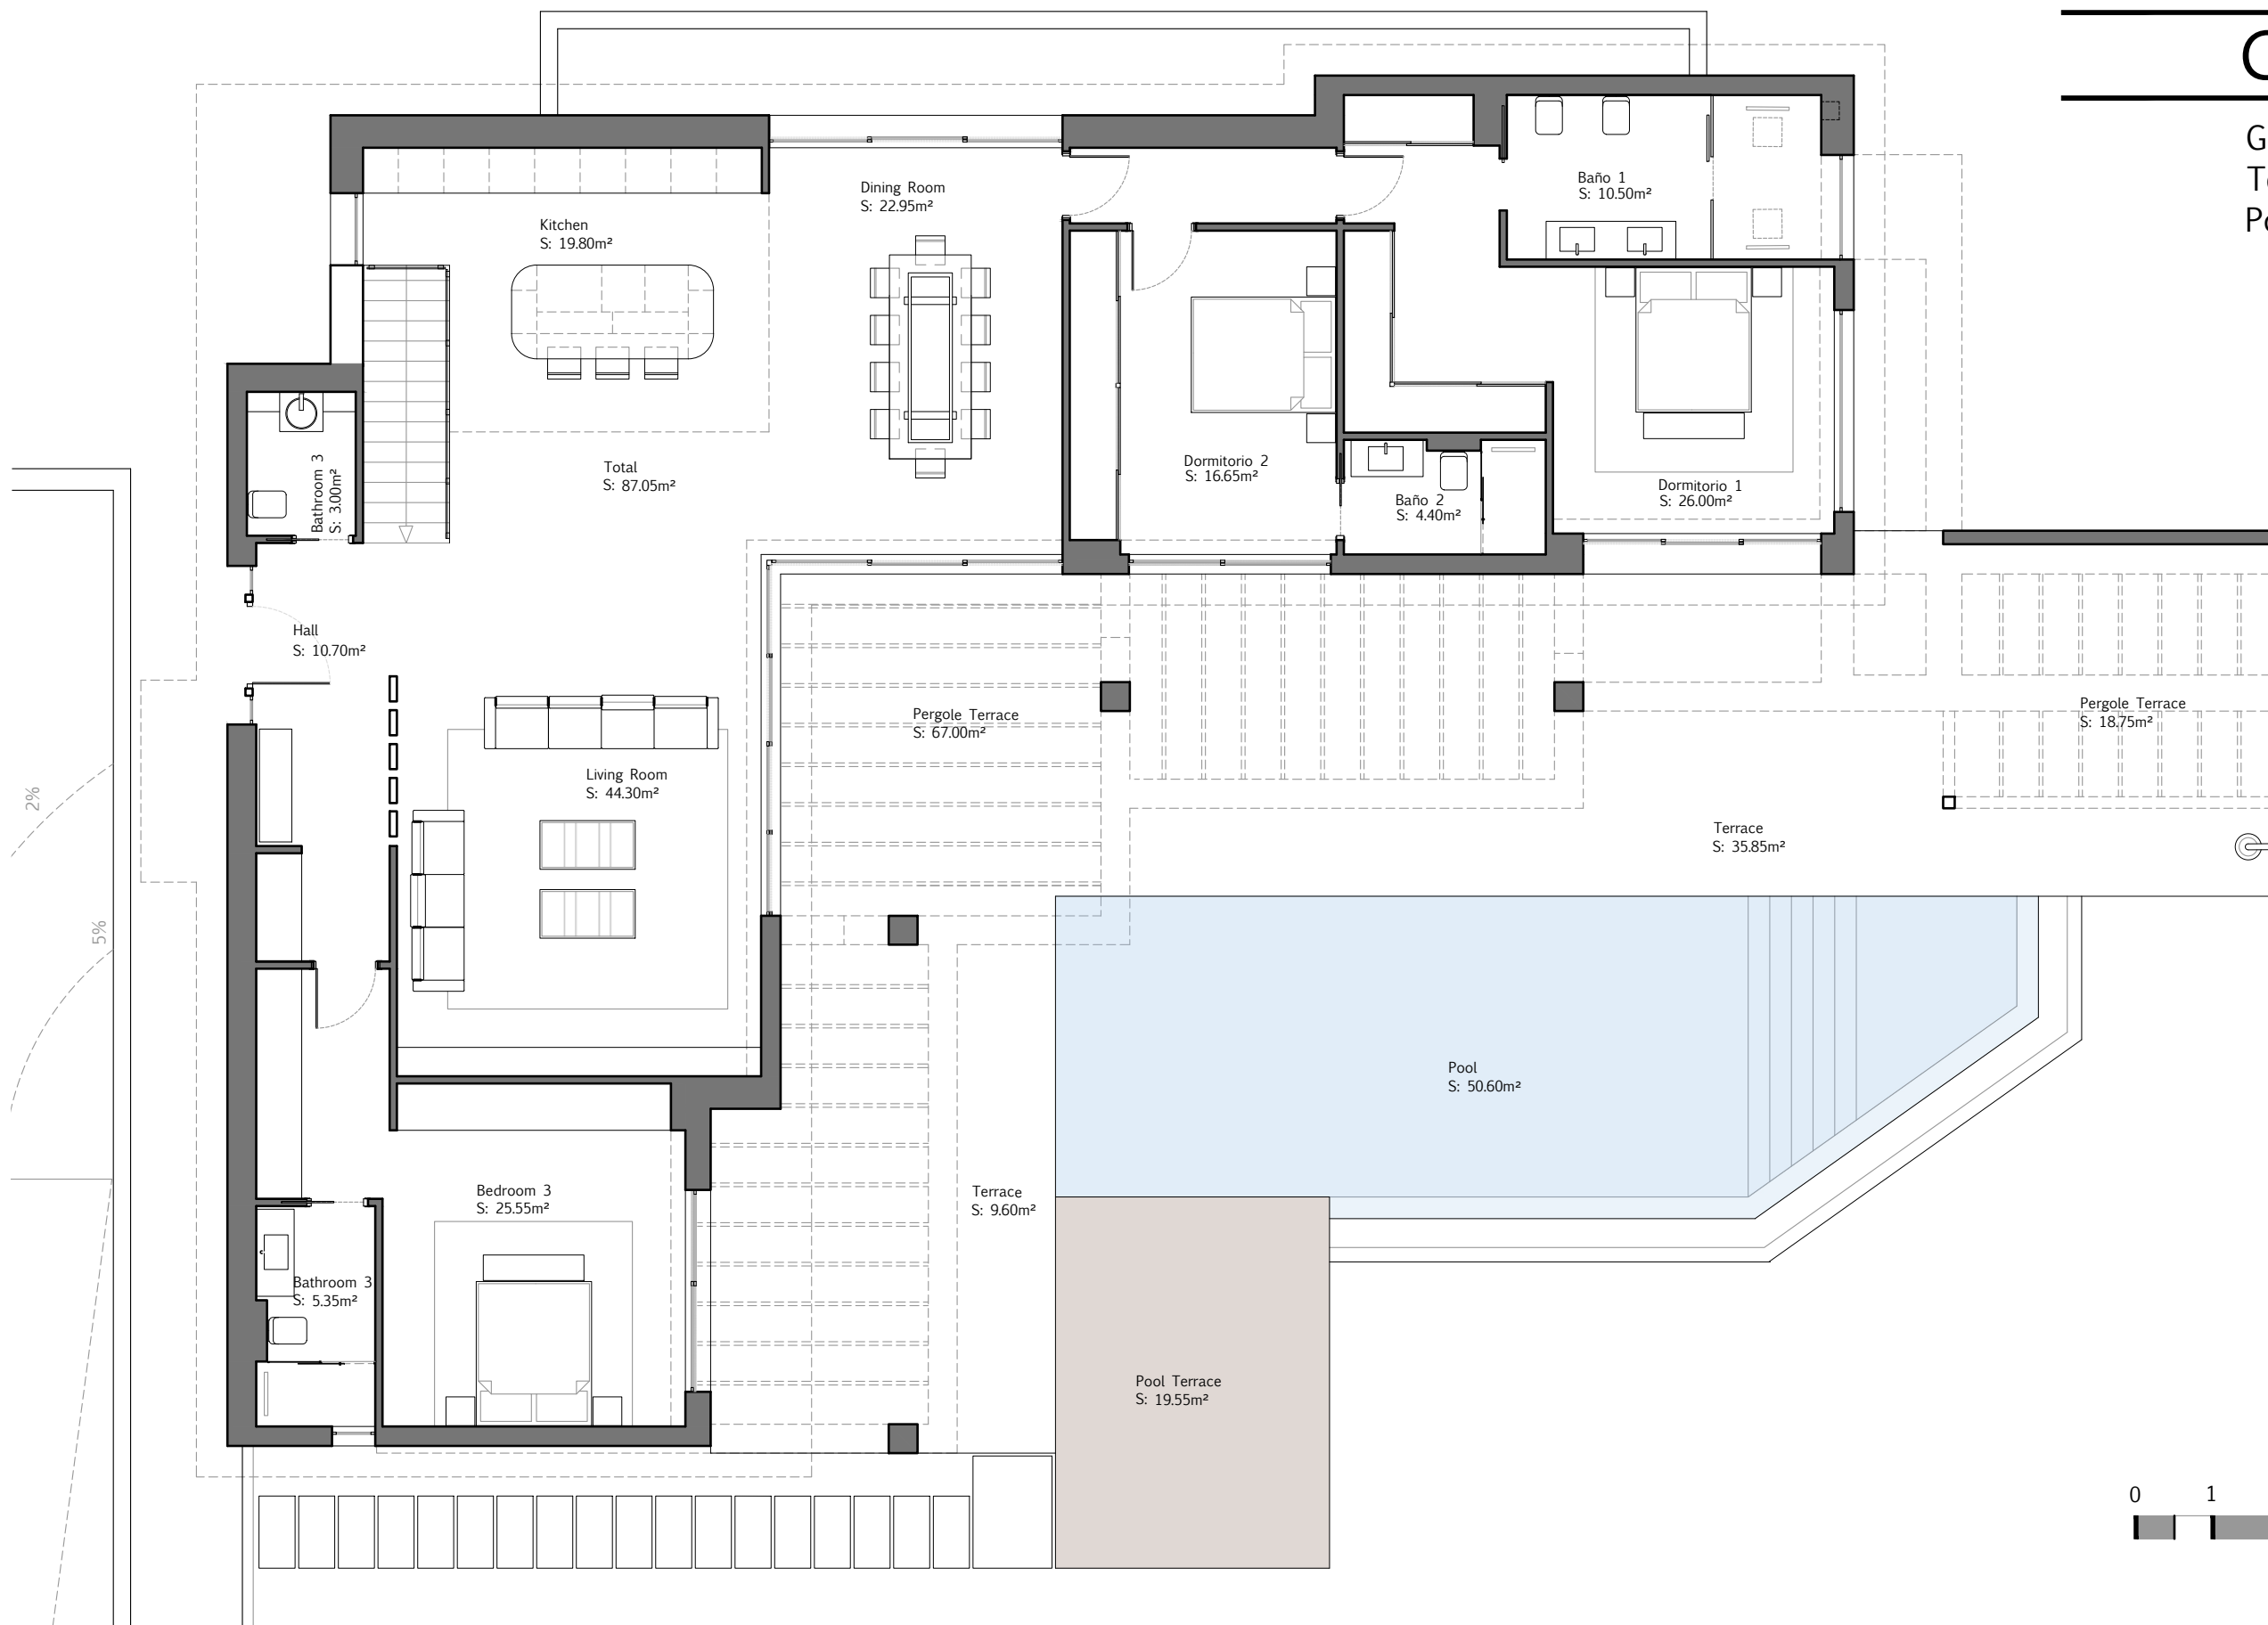 Dining Room
S: 22.95m²
Kitchen
S: 19.80m²
Baño 1
S: 10.50m²
Total
S: 87.05m²
Bathroom 3
S: 3.00m²
Dormitorio 2
S: 16.65m²
Baño 2
S: 4.40m²
Dormitorio 1
S: 26.00m²
Hall
S: 10.70m²
Pergole Terrace
S: 67.00m²
Pergole Terrace
S: 18.75m²
Living Room
S: 44.30m²
2%
Terrace
S: 35.85m²
5%
Pool
S: 50.60m²
Bedroom 3
S: 25.55m²
Terrace
S: 9.60m²
Bathroom 3
S: 5.35m²
Pool Terrace
S: 19.55m²
0 1